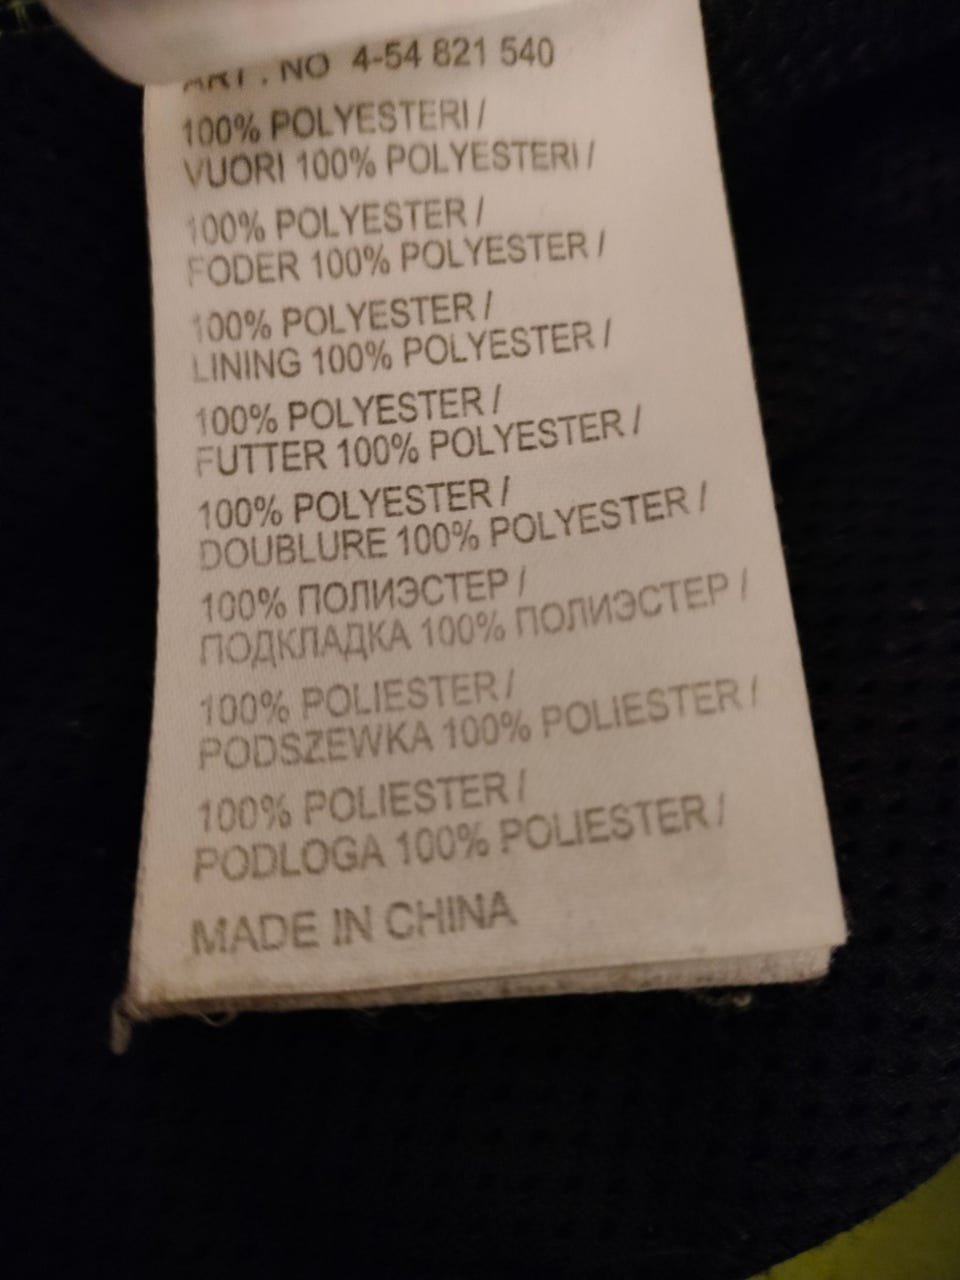 ART . NO 4-54 821 540
100% POLYESTERI /
VUORI 100% POLYESTERI /
100% POLYESTER /
FODER 100% POLYESTER /
100% POLYESTER /
LINING 100% POLYESTER /
100% POLYESTER /
FUTTER 100% POLYESTER /
100% POLYESTER /
DOUBLURE 100% POLYESTER /
100% ПОЛИЭСТЕР /
ПОДКЛАДКА 100% ПОЛИЭСТЕР /
100% POLIESTER /
PODSZEWKA 100% POLIESTER /
100% POLIESTER /
PODLOGA 100% POLIESTER /
MADE IN CHINA